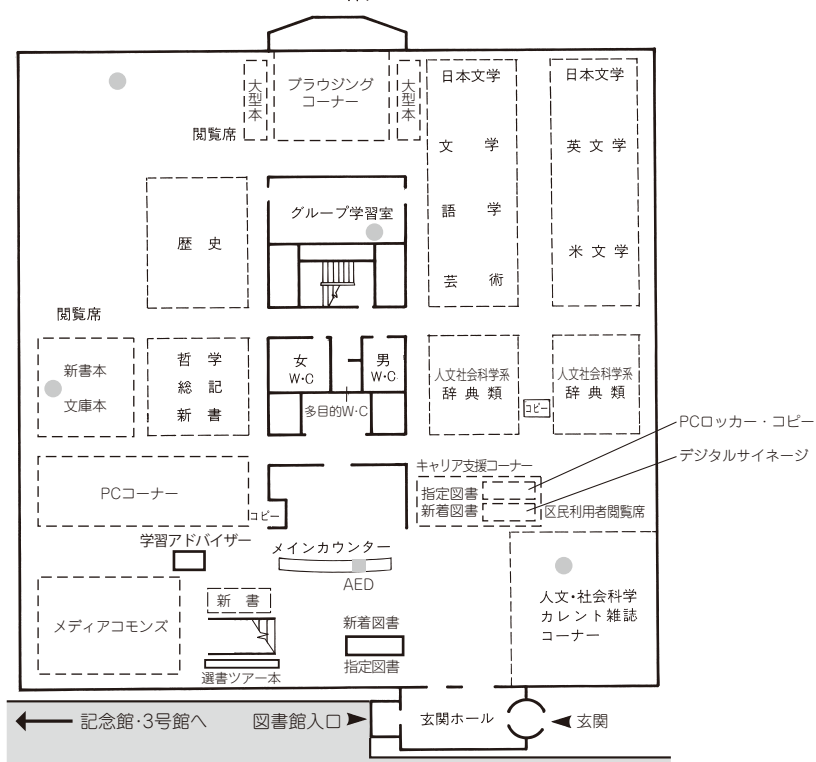 大型本
ブラウジング
コーナー
大型本
日本文学
日本文学
閲覧席
文 学
英 文 学
グループ学習室
語 学
歴 史
米 文 学
芸 術
閲覧席
新書本
文庫本
哲 学
総 記
新 書
女
W・C
男
W・C
多目的W・C
人文社会科学系
辞 典 類
コピー
人文社会科学系
辞 典 類
PCロッカー・コピー
デジタルサイネージ
キャリア支援コーナー
指定図書
新着図書
区民利用者閲覧席
PCコーナー
コピー
学習アドバイザー
メインカウンター
AED
人文・社会科学
カレント雑誌
コーナー
メディアコモンズ
新 書
選書ツアー本
新着図書
指定図書
記念館・3号館へ
図書館入口
玄関ホール
玄関